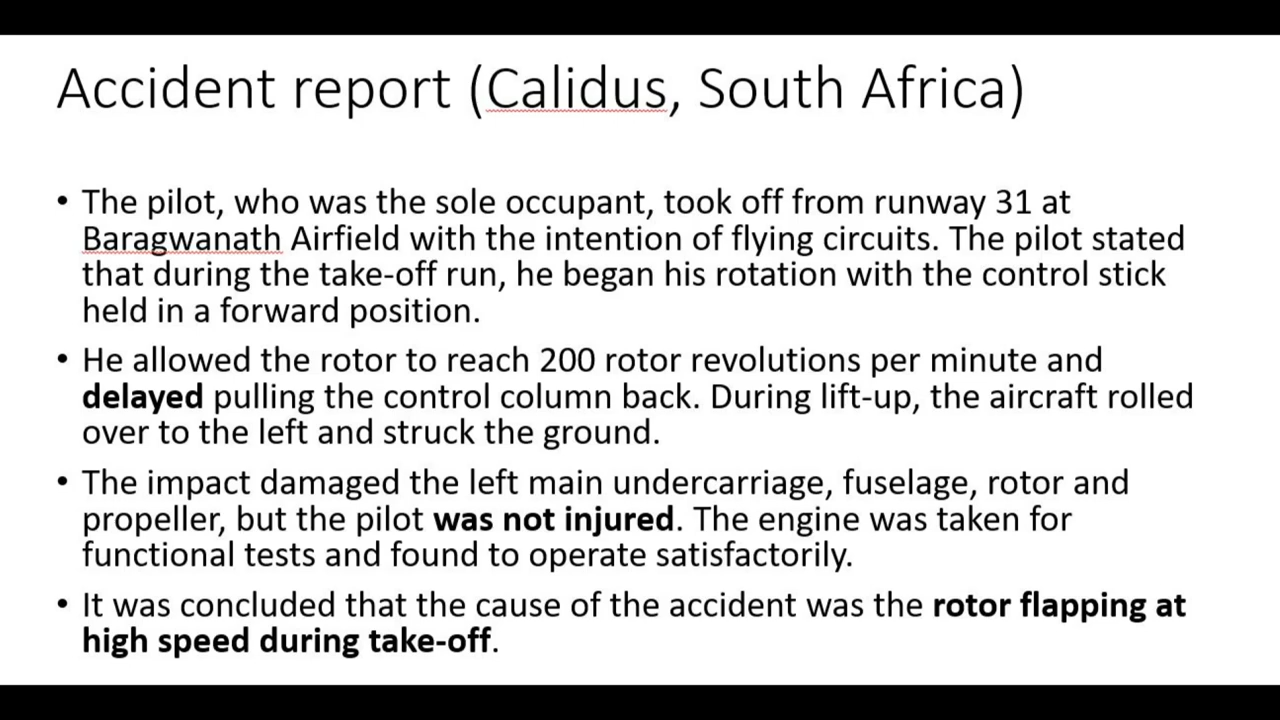 Accident report (Calidus, South Africa)
• The pilot, who was the sole occupant, took off from runway 31 at
Baragwanath Airfield with the intention of flying circuits. The pilot stated
that during the take-off run, he began his rotation with the control stick
held in a forward position.
• He allowed the rotor to reach 200 rotor revolutions per minute and
delayed pulling the control column back. During lift-up, the aircraft rolled
over to the left and struck the ground.
• The impact damaged the left main undercarriage, fuselage, rotor and
propeller, but the pilot was not injured. The engine was taken for
functional tests and found to operate satisfactorily.
• It was concluded that the cause of the accident was the rotor flapping at
high speed during take-off.